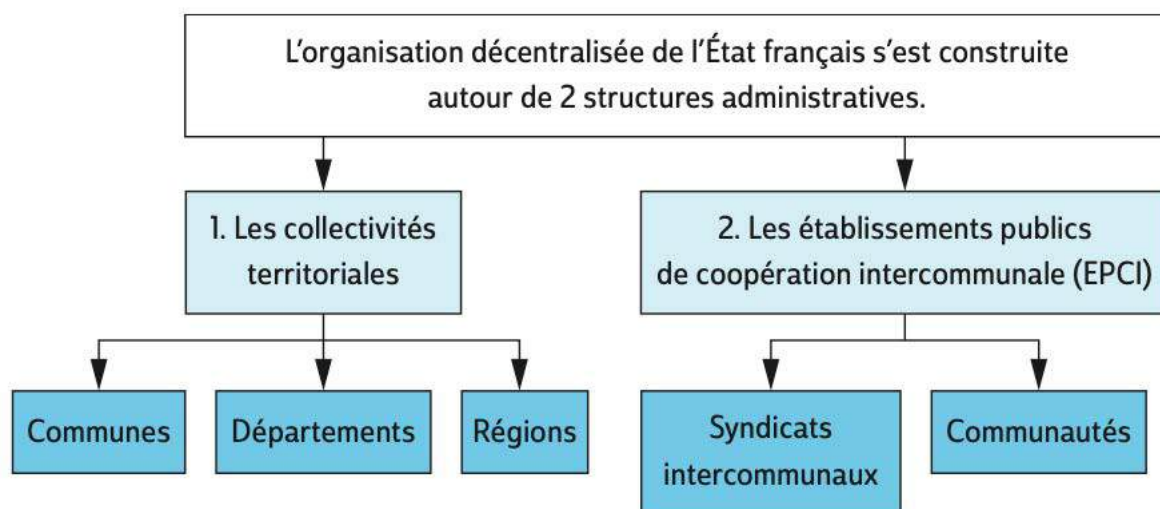 L'organisation décentralisée de l'État français s'est construite
autour de 2 structures administratives.
1. Les collectivités
territoriales
2. Les établissements publics
de coopération intercommunale (EPCI)
Communes
Départements
Régions
Syndicats
intercommunaux
Communautés